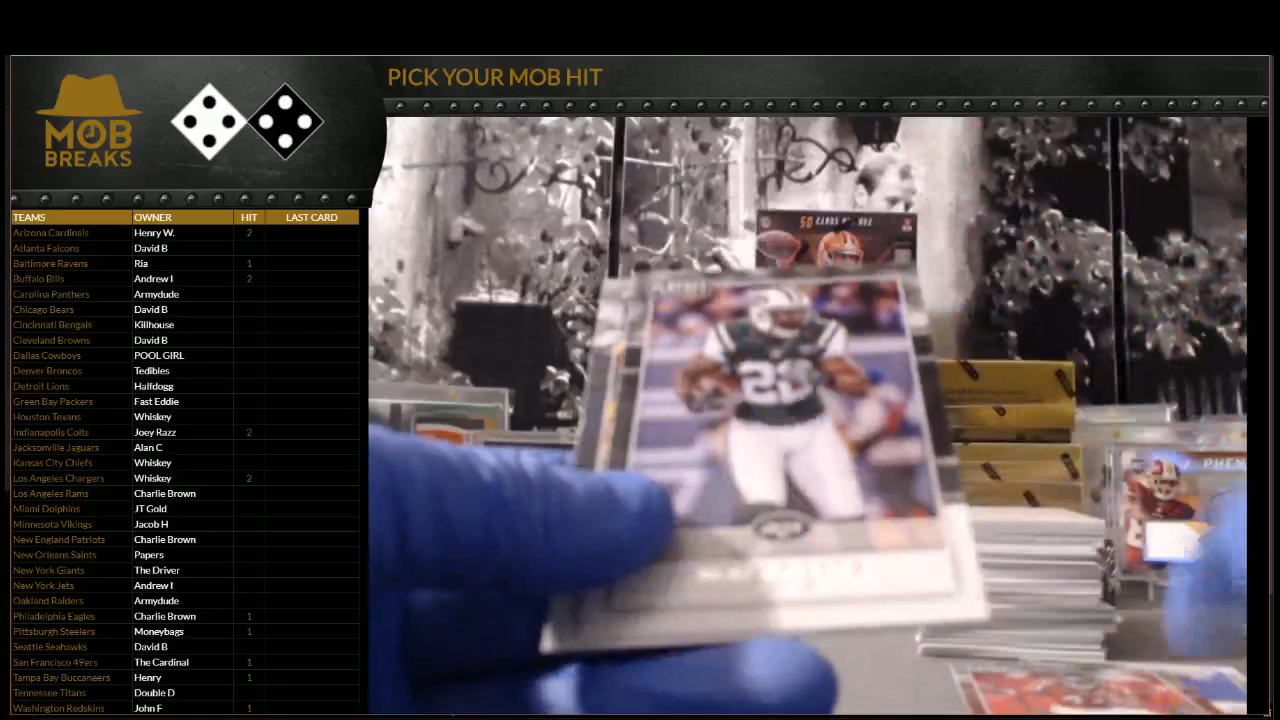 MOB
BREAKS
PICK YOUR MOB HIT
TEAMS OWNER HIT LAST CARD
Arizona Cardinals Henry W. 2
Atlanta Falcons David B
Baltimore Ravens Ria 1
Buffalo Bills Andrew I 2
Carolina Panthers Armydude
Chicago Bears David B
Cincinnati Bengals Killhouse
Cleveland Browns David B
Dallas Cowboys POOL GIRL
Denver Broncos Tedibles
Detroit Lions Halfdogg
Green Bay Packers Fast Eddie
Houston Texans Whiskey
Indianapolis Colts Joey Razz 2
Jacksonville Jaguars Alan C
Kansas City Chiefs Whiskey
Los Angeles Chargers Whiskey 2
Los Angeles Rams Charlie Brown
Miami Dolphins JT Gold
Minnesota Vikings Jacob H
New England Patriots Charlie Brown
New Orleans Saints Papers
New York Giants The Driver
New York Jets Andrew I
Oakland Raiders Armydude
Philadelphia Eagles Charlie Brown 1
Pittsburgh Steelers Moneybags 1
Seattle Seahawks David B
San Francisco 49ers The Cardinal 1
Tampa Bay Buccaneers Henry 1
Tennessee Titans Double D
Washington Redskins John F 1